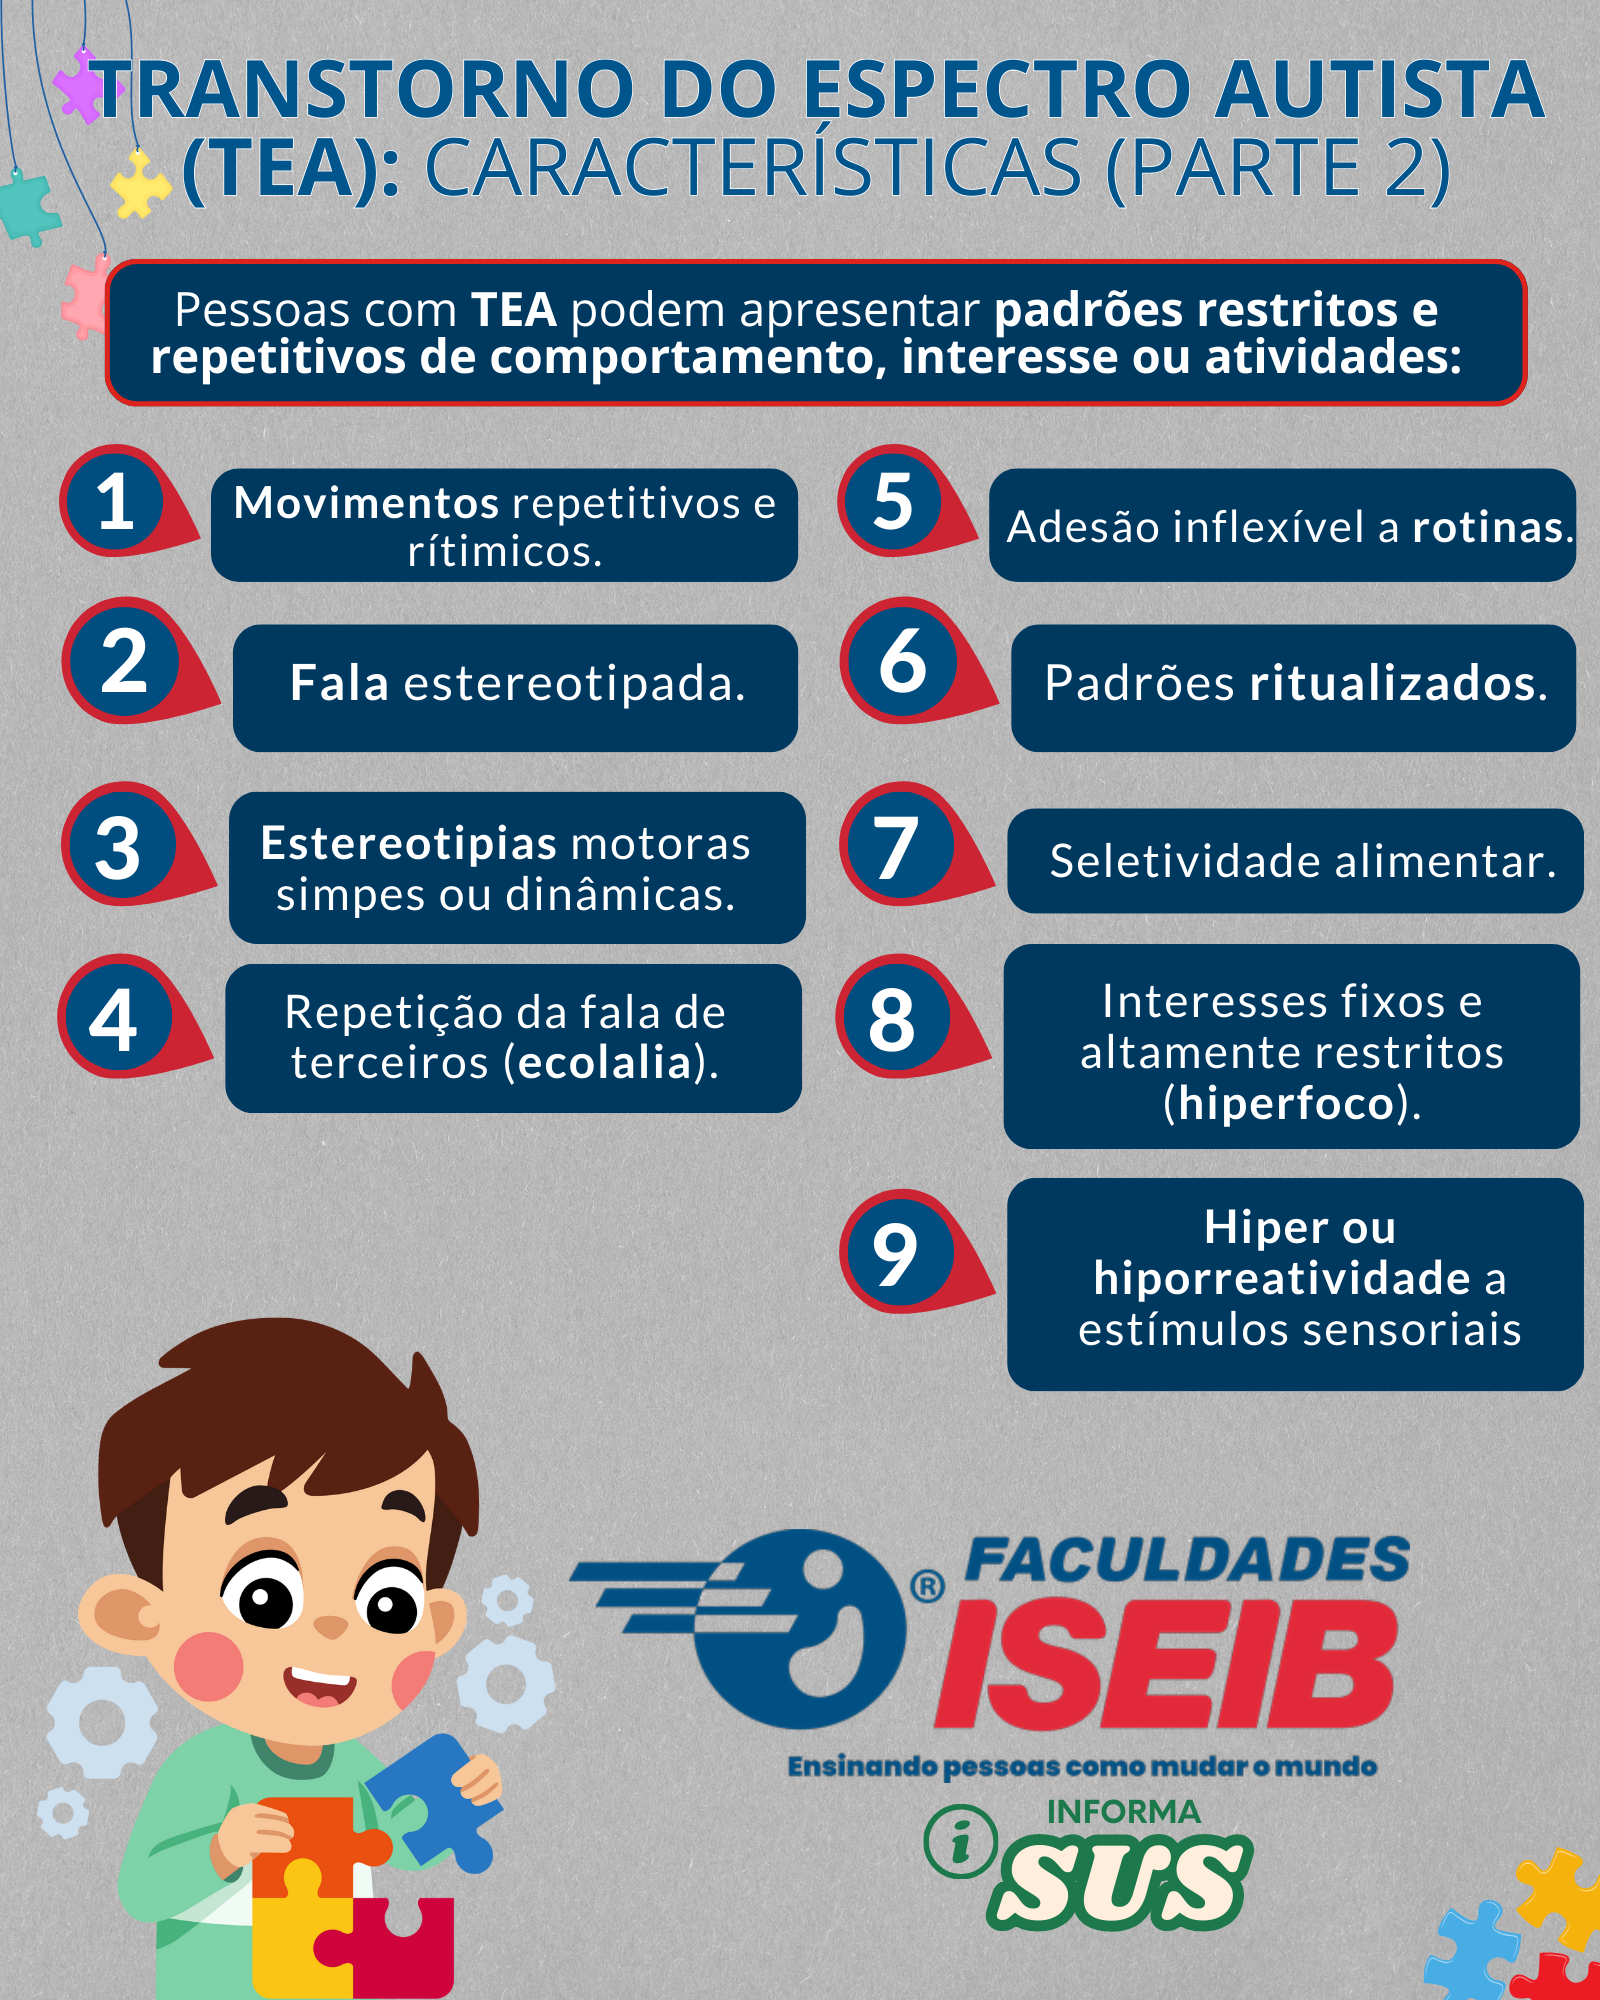 TRANSTORNO DO ESPECTRO AUTISTA
(TEA): CARACTERÍSTICAS (PARTE 2)
Pessoas com TEA podem apresentar padrões restritos e
repetitivos de comportamento, interesse ou atividades:
1
Movimentos repetitivos e
rítimicos.
2
Fala estereotipada.
3
Estereotipias motoras
simpes ou dinâmicas.
4
Repetição da fala de
terceiros (ecolalia).
5
Adesão inflexível a rotinas.
6
Padrões ritualizados.
7
Seletividade alimentar.
8
Interesses fixos e
altamente restritos
(hiperfoco).
9
Hiper ou
hiporreatividade a
estímulos sensoriais
® FACULDADES
ISEIB
Ensinando pessoas como mudar o mundo
i INFORMA
SUS